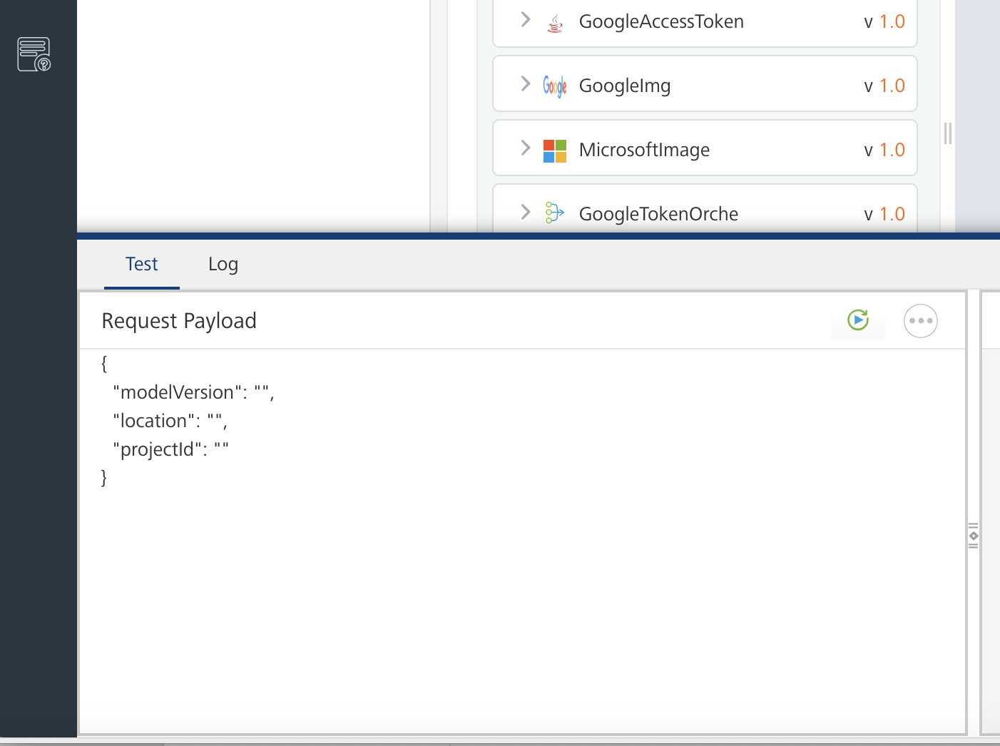 GoogleAccessToken v 1.0
Google GoogleImg v 1.0
MicrosoftImage v 1.0
GoogleTokenOrche v 1.0
Test Log
Request Payload
{
"modelVersion": "",
"location": "",
"projectId": ""
}